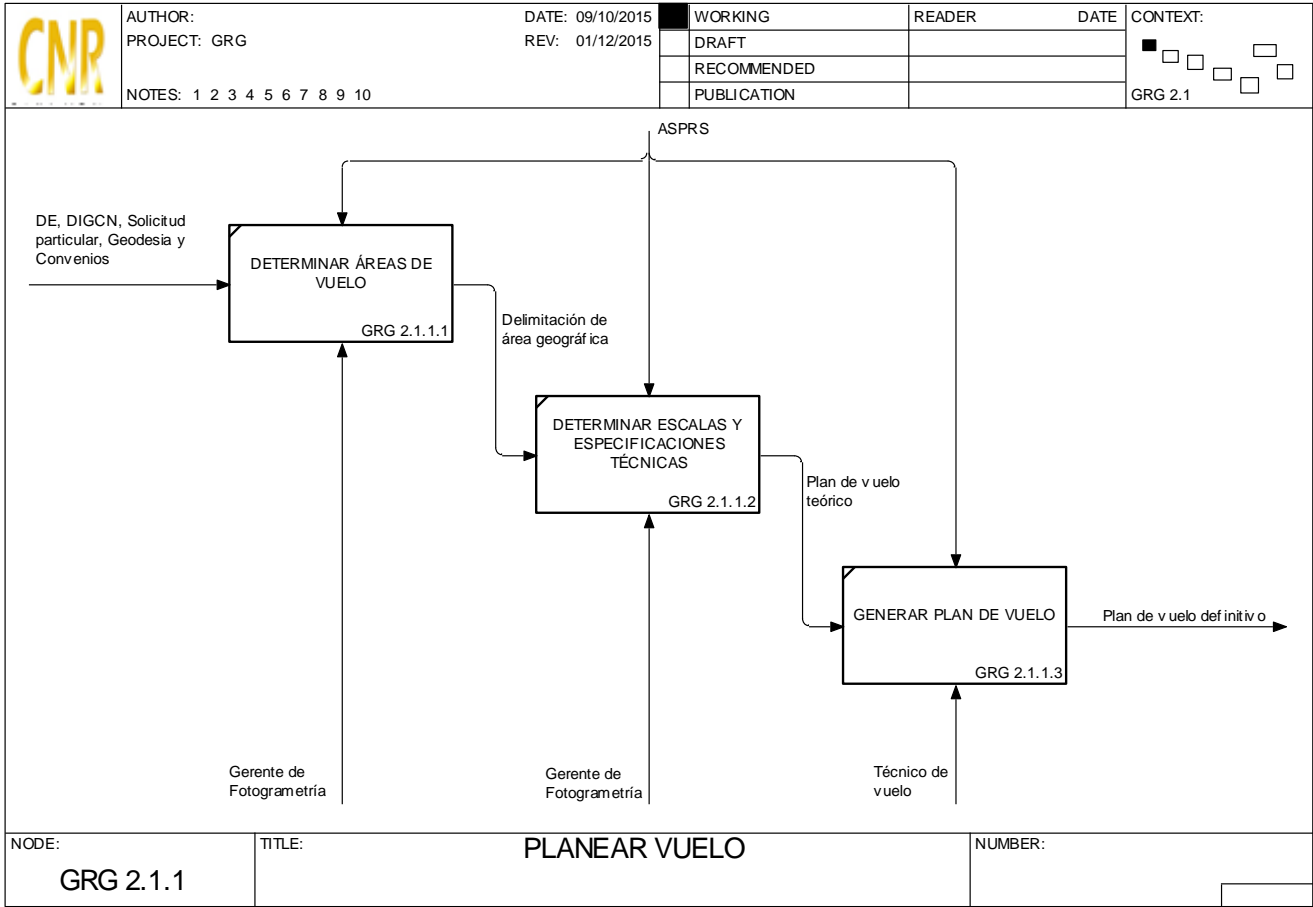 CNR
AUTHOR:
DATE: 09/10/2015
PROJECT: GRG
REV: 01/12/2015
NOTES: 1 2 3 4 5 6 7 8 9 10
WORKING
DRAFT
RECOMMENDED
PUBLICATION
READER DATE
CONTEXT:
GRG 2.1
ASPRS
DE, DIGCN, Solicitud
particular, Geodesia y
Convenios
DETERMINAR ÁREAS DE
VUELO
GRG 2.1.1.1
Delimitación de
área geográfica
DETERMINAR ESCALAS Y
ESPECIFICACIONES
TÉCNICAS
GRG 2.1.1.2
Plan de vuelo
teórico
GENERAR PLAN DE VUELO
GRG 2.1.1.3
Plan de vuelo definitivo
Gerente de
Fotogrametría
Gerente de
Fotogrametría
Técnico de
vuelo
NODE:
GRG 2.1.1
TITLE:
PLANEAR VUELO
NUMBER: